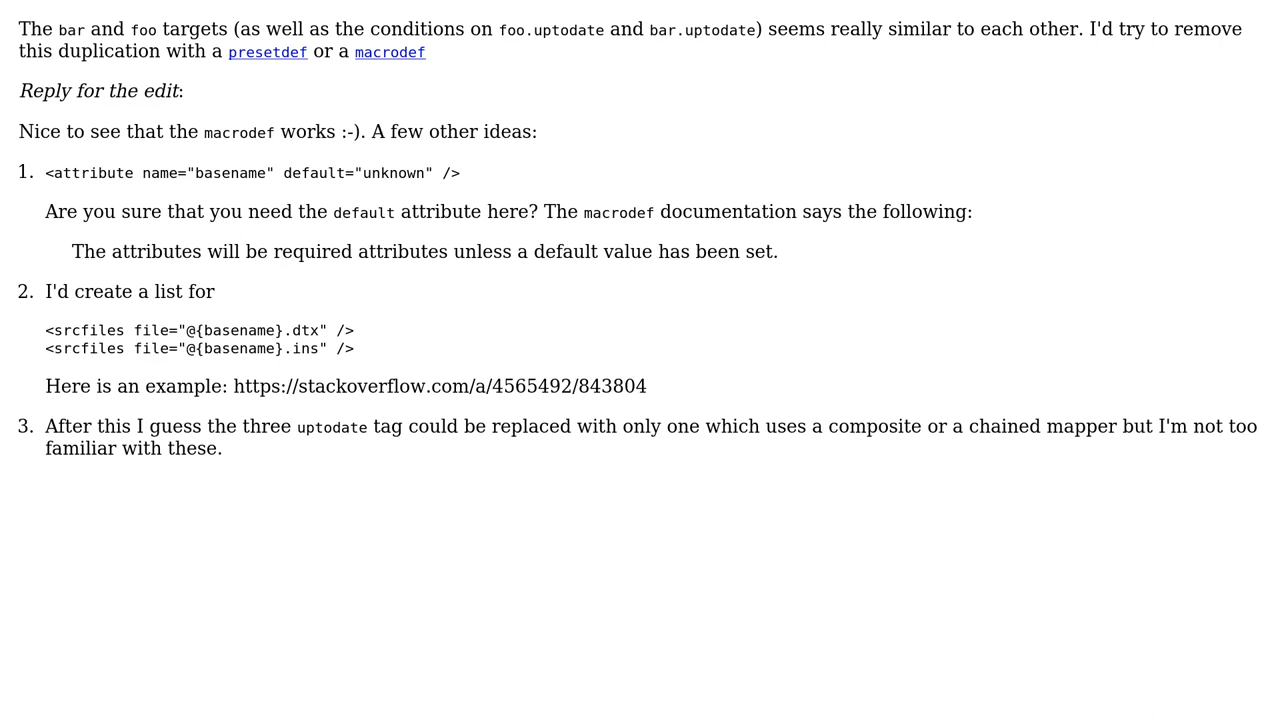 The bar and foo targets (as well as the conditions on foo.uptodate and bar.uptodate) seems really similar to each other. I'd try to remove
this duplication with a presetdef or a macrodef
Reply for the edit:
Nice to see that the macrodef works :-). A few other ideas:
1. <attribute name="basename" default="unknown" />
Are you sure that you need the default attribute here? The macrodef documentation says the following:
The attributes will be required attributes unless a default value has been set.
2. I'd create a list for
<srcfiles file="@{basename}.dtx" />
<srcfiles file="@{basename}.ins" />
Here is an example: https://stackoverflow.com/a/4565492/843804
3. After this I guess the three uptodate tag could be replaced with only one which uses a composite or a chained mapper but I'm not too
familiar with these.